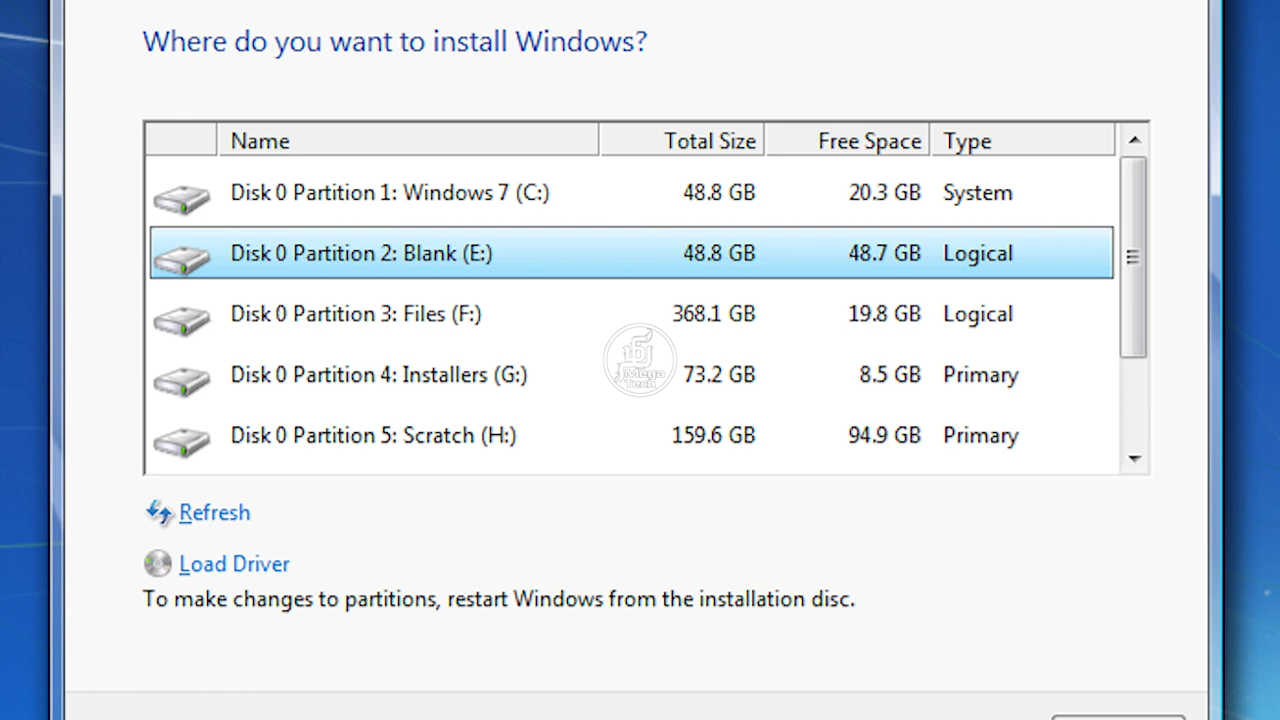 Where do you want to install Windows?
Name Total Size Free Space Type
Disk 0 Partition 1: Windows 7 (C:) 48.8 GB 20.3 GB System
Disk 0 Partition 2: Blank (E:) 48.8 GB 48.7 GB Logical
Disk 0 Partition 3: Files (F:) 368.1 GB 19.8 GB Logical
Mega
Tech
Disk 0 Partition 4: Installers (G:) 73.2 GB 8.5 GB Primary
Disk 0 Partition 5: Scratch (H:) 159.6 GB 94.9 GB Primary
Refresh
Load Driver
To make changes to partitions, restart Windows from the installation disc.